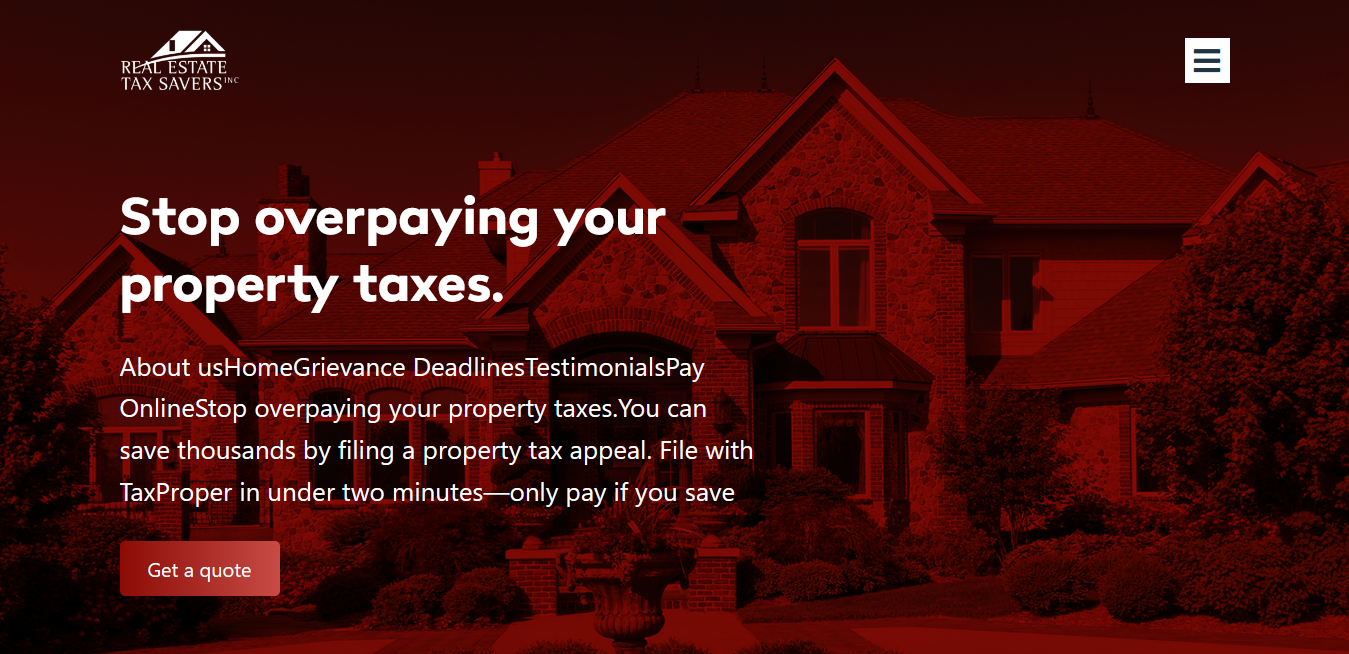 REAL ESTATE
TAX SAVERS INC
Stop overpaying your
property taxes.
About usHomeGrievance DeadlinesTestimonialsPay
OnlineStop overpaying your property taxes.You can
save thousands by filing a property tax appeal. File with
TaxProper in under two minutes—only pay if you save
Get a quote